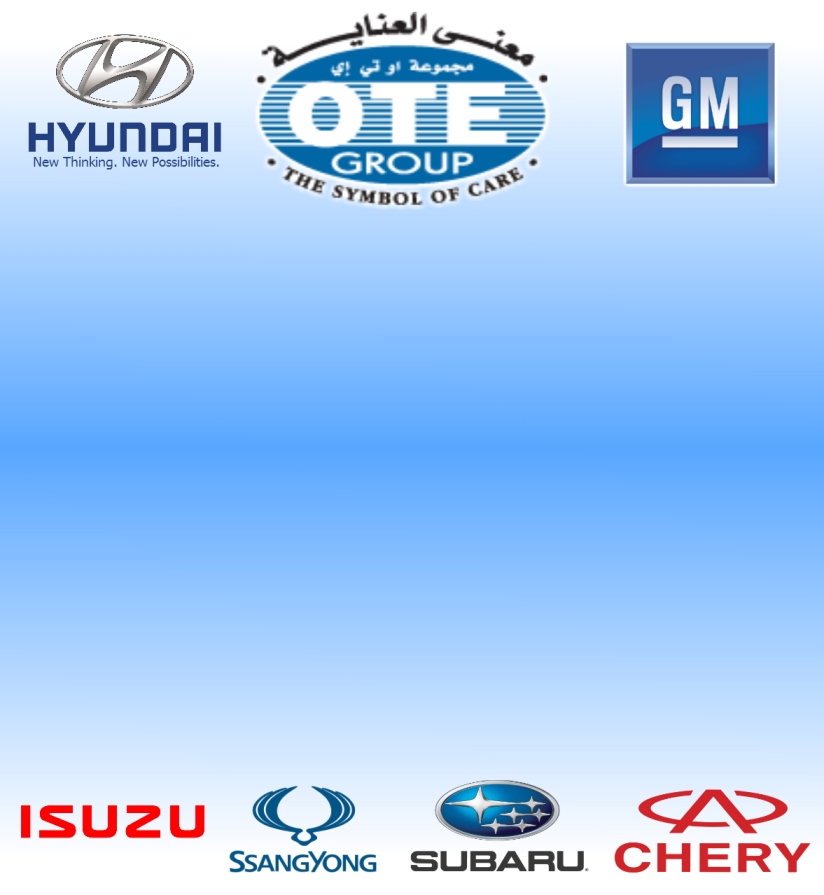 HYUNDAI
New Thinking. New Possibilities.
معنى العناية
مجموعة او تي إي
OTE
GROUP
THE SYMBOL OF CARE
GM
ISUZU
SSANGYONG
SUBARU.
CHERY